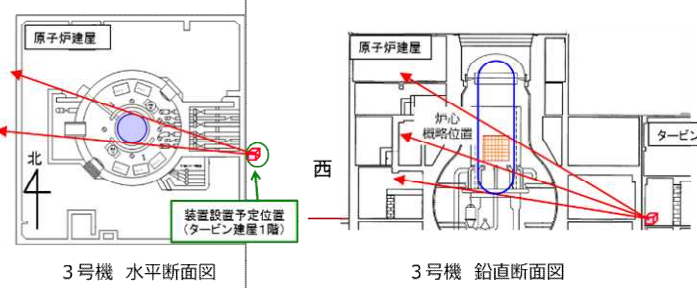 原子炉建屋
北
装置設置予定位置
(タービン建屋1階)
3号機 水平断面図
原子炉建屋
炉心
概略位置
タービン
西
3号機 鉛直断面図